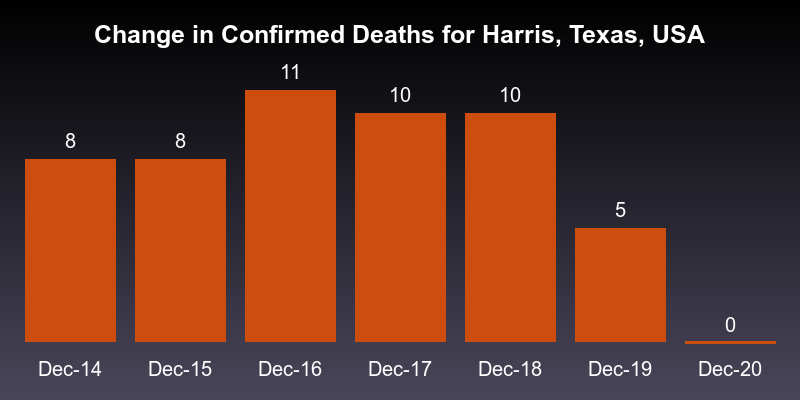 Change in Confirmed Deaths for Harris, Texas, USA
8
8
11
10
10
5
0
Dec-14
Dec-15
Dec-16
Dec-17
Dec-18
Dec-19
Dec-20